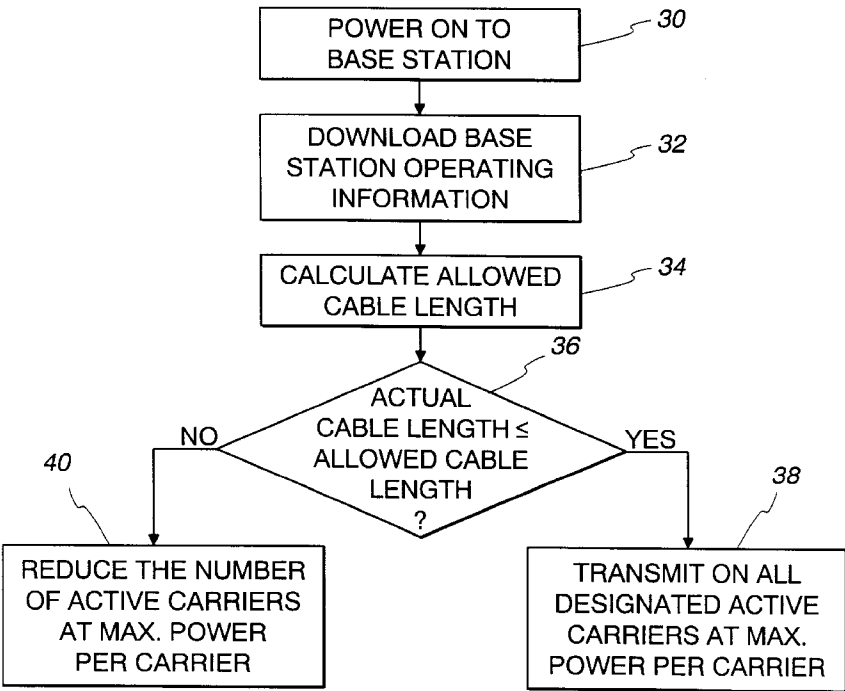 POWER ON TO
BASE STATION
30
DOWNLOAD BASE
STATION OPERATING
INFORMATION
32
CALCULATE ALLOWED
CABLE LENGTH
34
36
ACTUAL
CABLE LENGTH ≤
ALLOWED CABLE
LENGTH
?
NO
YES
40
REDUCE THE NUMBER
OF ACTIVE CARRIERS
AT MAX. POWER
PER CARRIER
38
TRANSMIT ON ALL
DESIGNATED ACTIVE
CARRIERS AT MAX.
POWER PER CARRIER